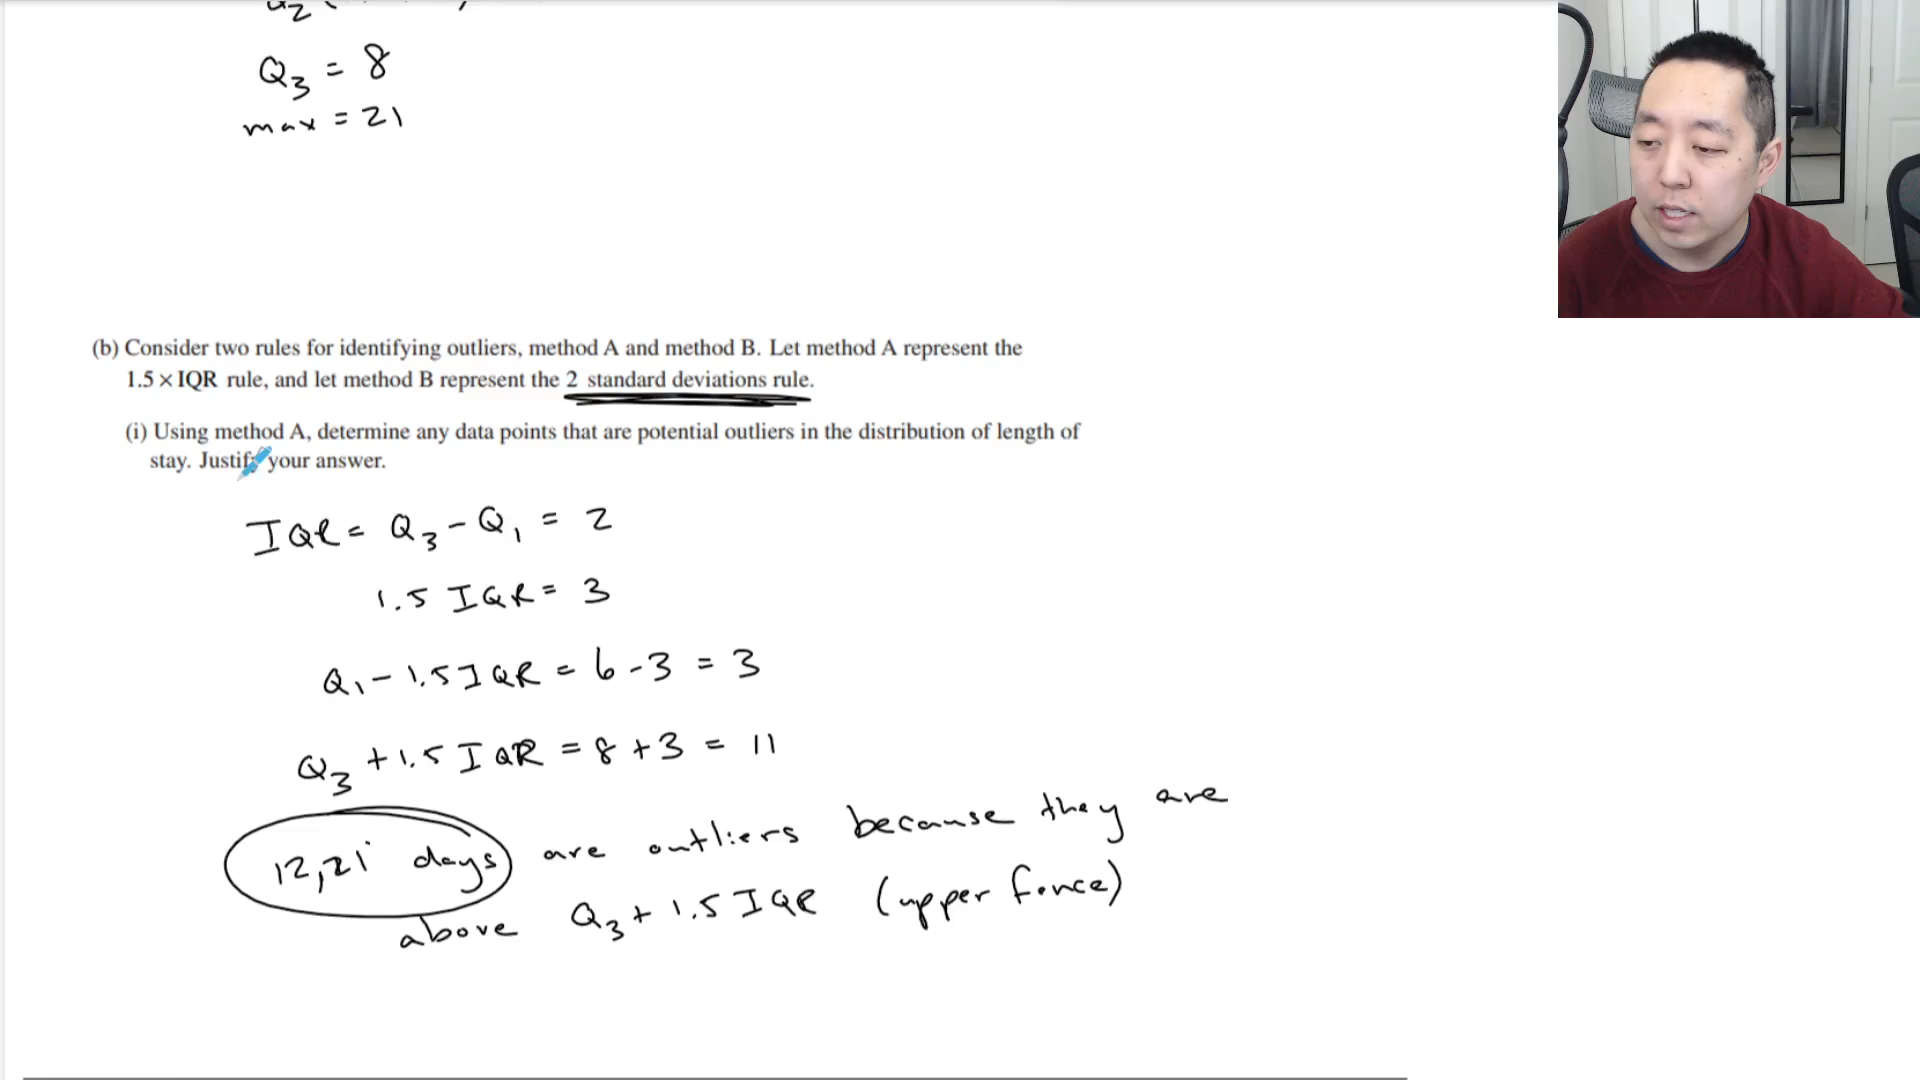 Q3 = 8
max = 21
(b) Consider two rules for identifying outliers, method A and method B. Let method A represent the
1.5 × IQR rule, and let method B represent the 2 standard deviations rule.
(i) Using method A, determine any data points that are potential outliers in the distribution of length of
stay. Justify your answer.
IQR = Q3 - Q1 = 2
1.5 IQR = 3
Q1 - 1.5 IQR = 6 - 3 = 3
Q3 + 1.5 IQR = 8 + 3 = 11
12, 21 days are outliers because they are
above Q3 + 1.5 IQR (upper fence)